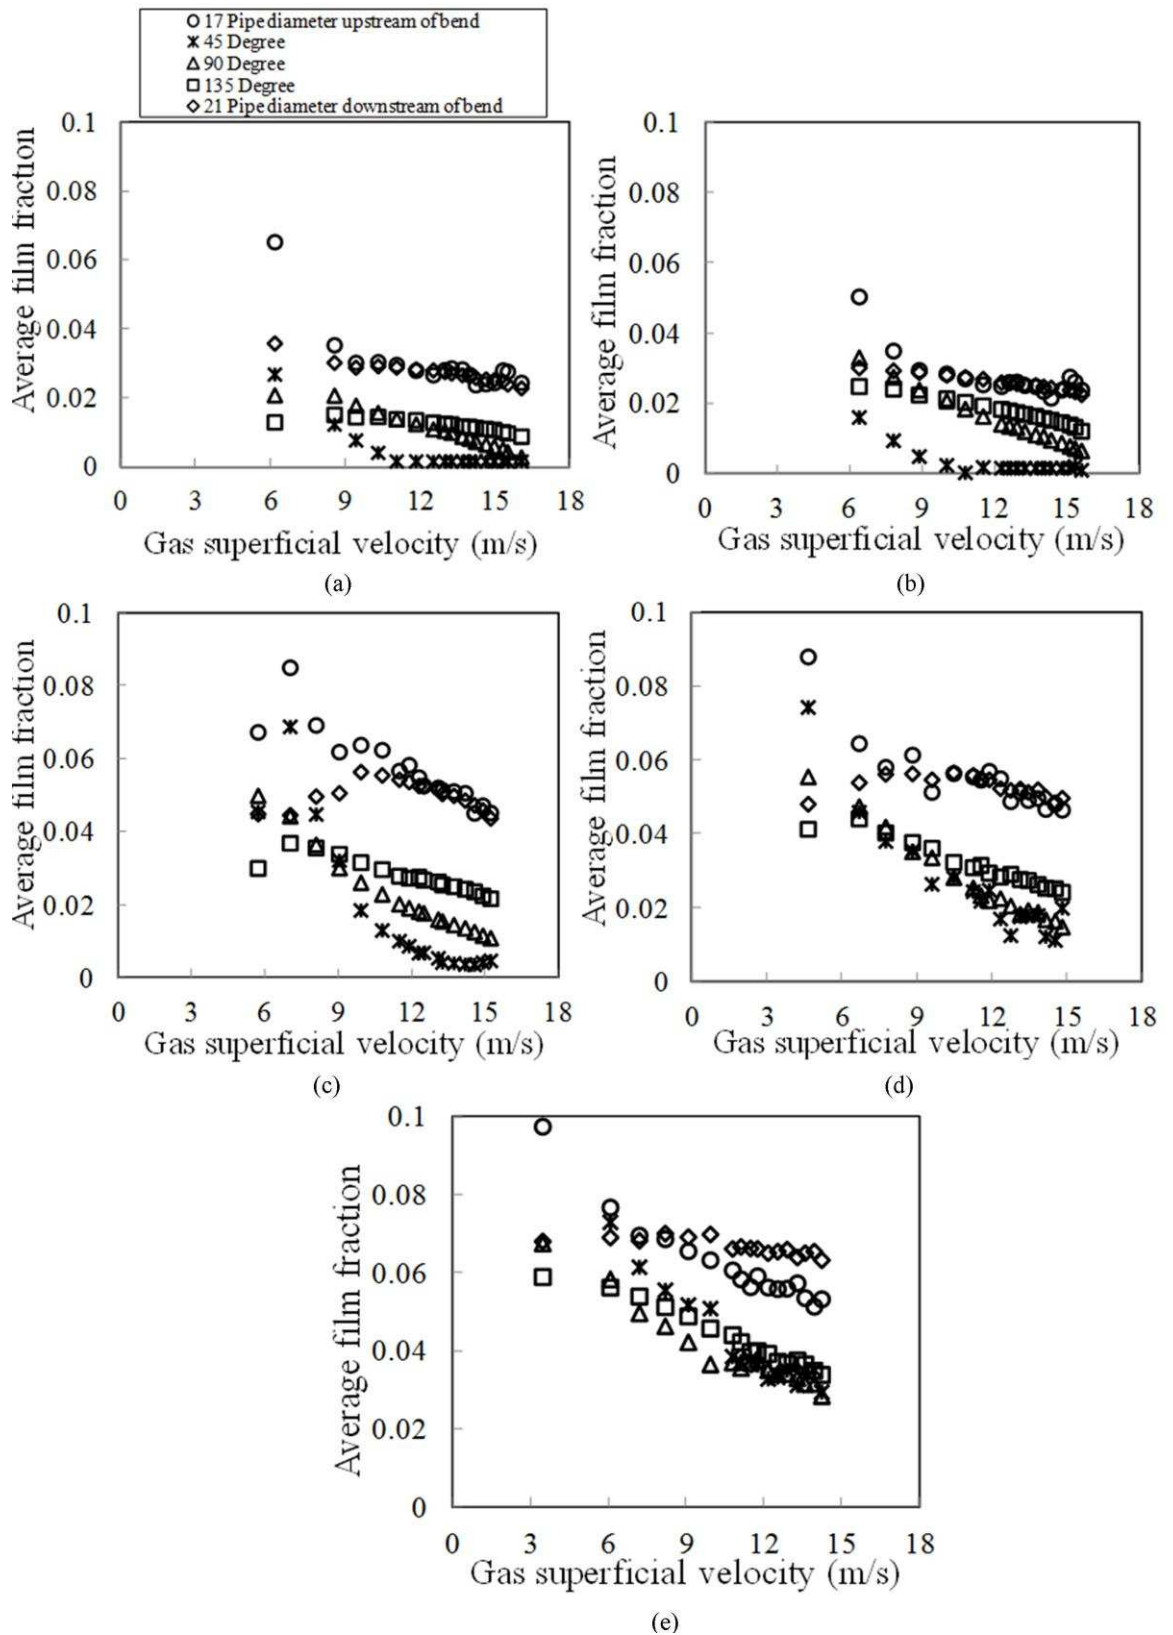 17 Pipe diameter upstream of bend
45 Degree
90 Degree
135 Degree
21 Pipe diameter downstream of bend
Average film fraction
0.1
0.08
0.06
0.04
0.02
0
0 3 6 9 12 15 18
Gas superficial velocity (m/s)
(a)
Average film fraction
0.1
0.08
0.06
0.04
0.02
0
0 3 6 9 12 15 18
Gas superficial velocity (m/s)
(b)
Average film fraction
0.1
0.08
0.06
0.04
0.02
0
0 3 6 9 12 15 18
Gas superficial velocity (m/s)
(c)
Average film fraction
0.1
0.08
0.06
0.04
0.02
0
0 3 6 9 12 15 18
Gas superficial velocity (m/s)
(d)
Average film fraction
0.1
0.08
0.06
0.04
0.02
0
0 3 6 9 12 15 18
Gas superficial velocity (m/s)
(e)